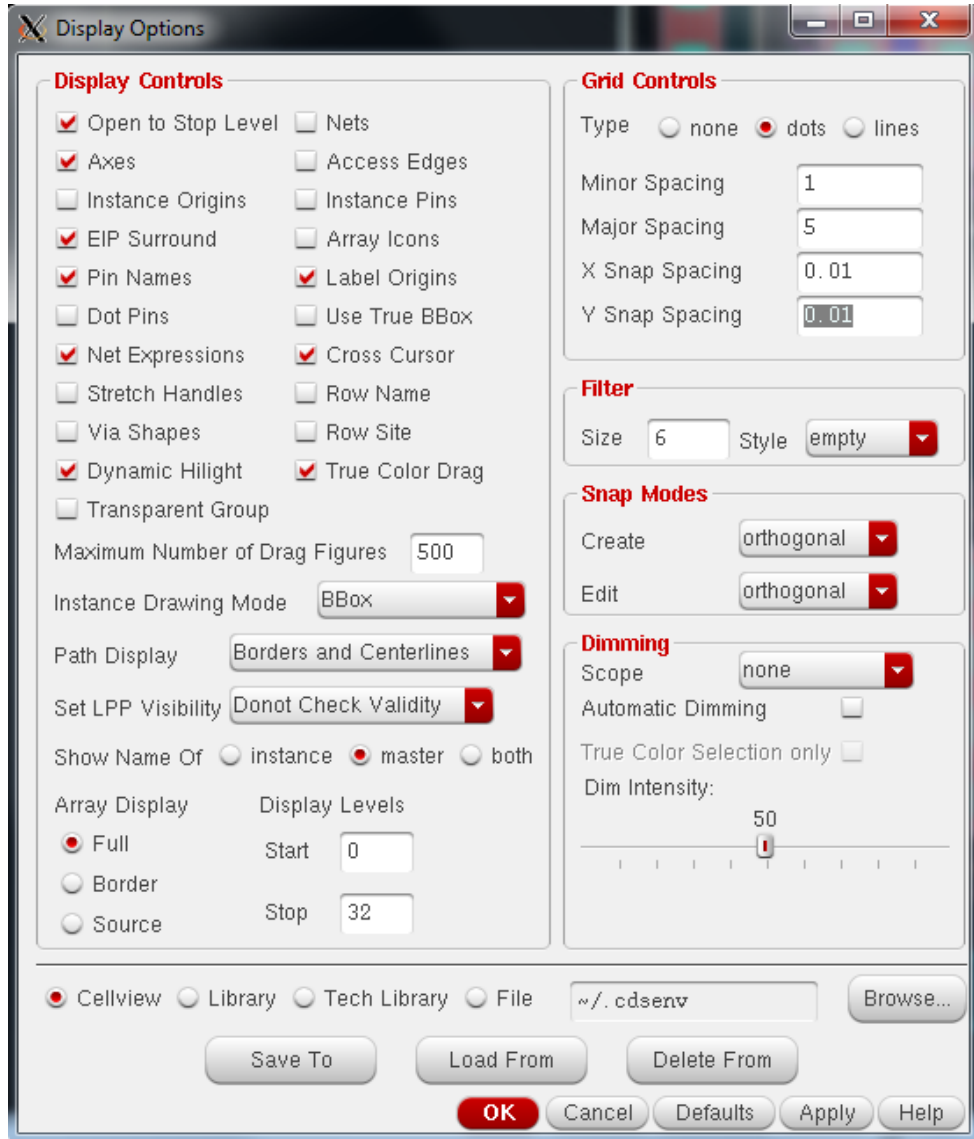 Display Options
Display Controls
Open to Stop Level Nets
Axes Access Edges
Instance Origins Instance Pins
EIP Surround Array Icons
Pin Names Label Origins
Dot Pins Use True BBox
Net Expressions Cross Cursor
Stretch Handles Row Name
Via Shapes Row Site
Dynamic Hilight True Color Drag
Transparent Group
Maximum Number of Drag Figures 500
Instance Drawing Mode BBox
Path Display Borders and Centerlines
Set LPP Visibility Donot Check Validity
Show Name Of instance master both
Array Display Display Levels
Full Start 0
Border
Source Stop 32
Grid Controls
Type none dots lines
Minor Spacing 1
Major Spacing 5
X Snap Spacing 0.01
Y Snap Spacing 0.01
Filter
Size 6 Style empty
Snap Modes
Create orthogonal
Edit orthogonal
Dimming
Scope none
Automatic Dimming
True Color Selection only
Dim Intensity:
50
Cellview Library Tech Library File ~/.cdsenv Browse...
Save To Load From Delete From
OK Cancel Defaults Apply Help